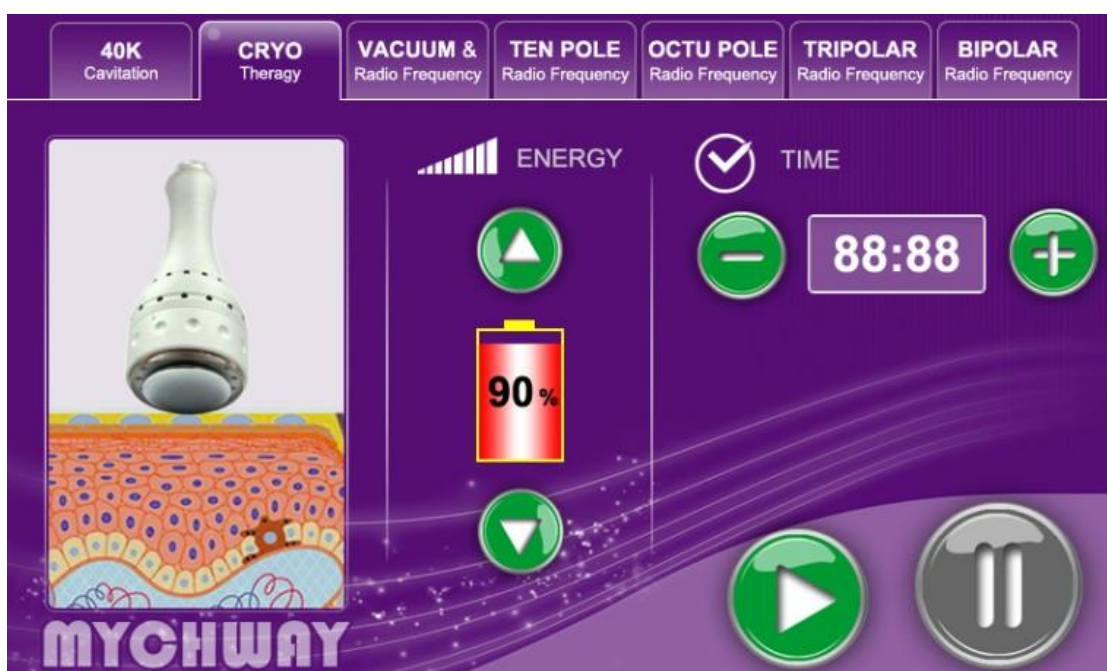 40K
Cavitation
CRYO
Theragy
VACUUM &
Radio Frequency
TEN POLE
Radio Frequency
OCTU POLE
Radio Frequency
TRIPOLAR
Radio Frequency
BIPOLAR
Radio Frequency
ENERGY
TIME
88:88
90 %
MYCHWAY